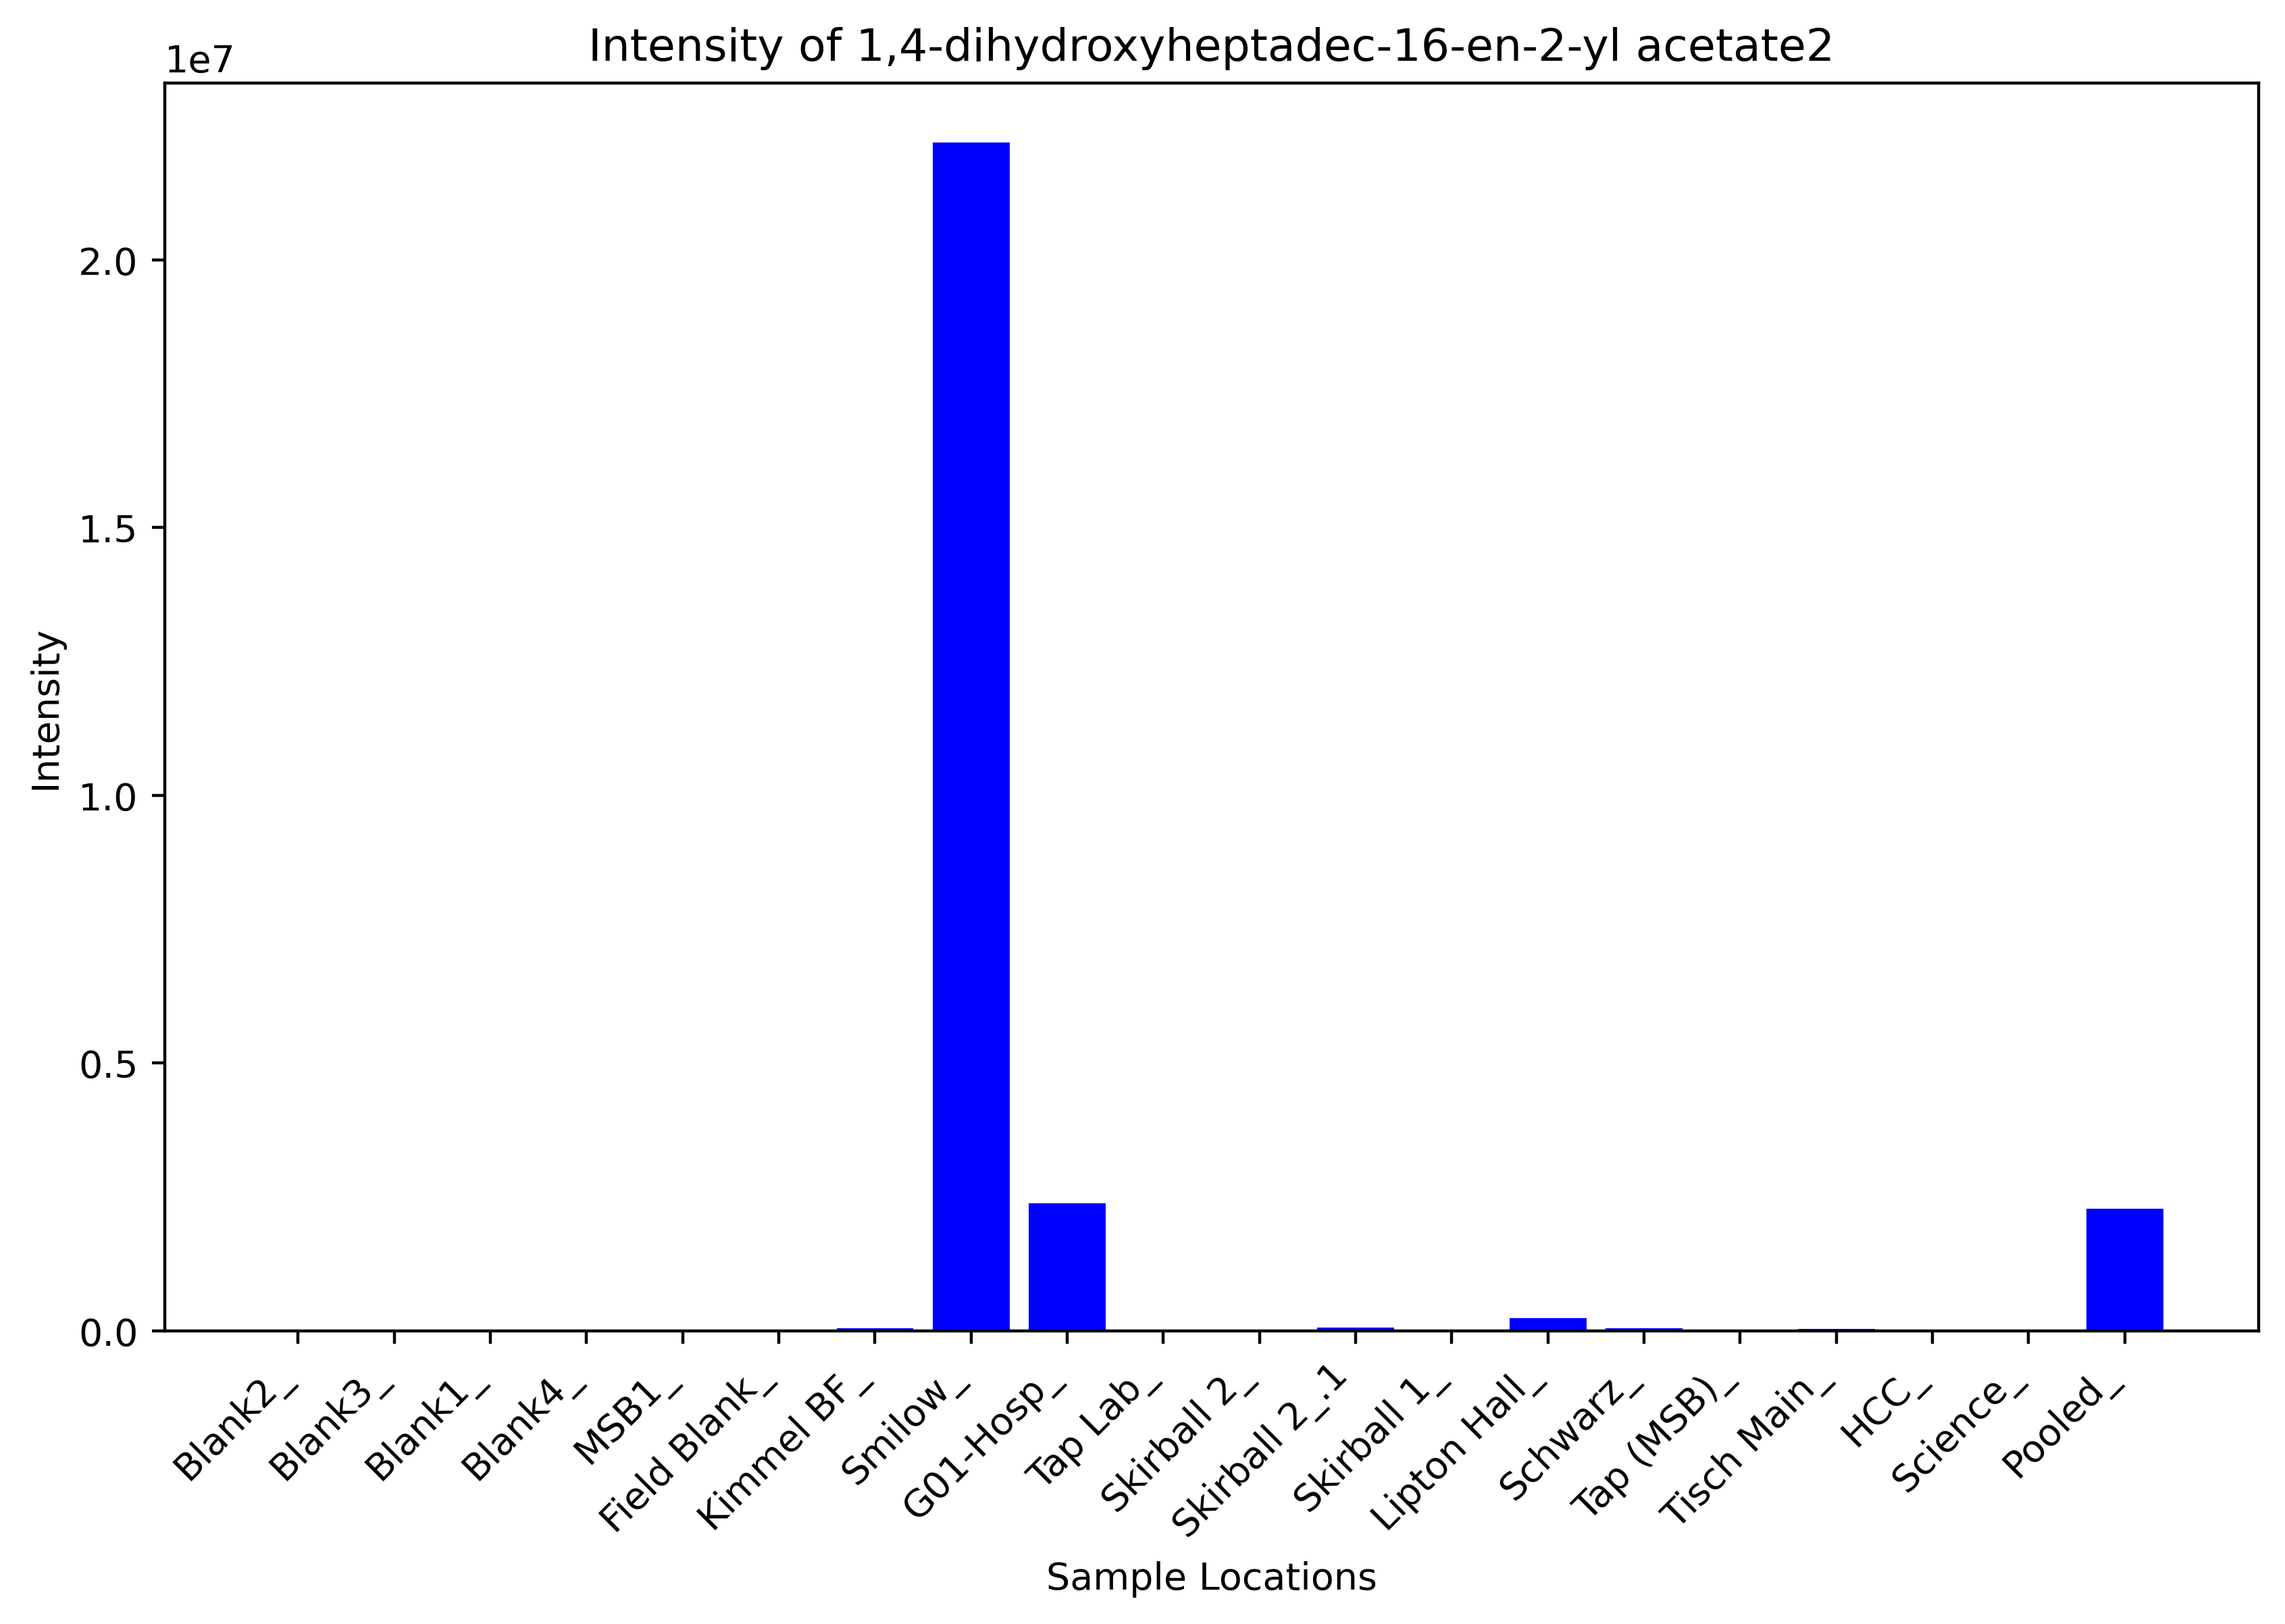 Intensity of 1,4-dihydroxyheptadec-16-en-2-yl acetate2
1e7
2.0
1.5
1.0
0.5
0.0
Intensity
Blank2_
Blank3_
Blank1_
Blank4_
MSB1_
Field Blank_
Kimmel BF_
Smilow_
G01-Hosp_
Tap Lab_
Skirball 2_
Skirball 2_.1
Skirball 1_
Lipton Hall_
Schwarz_
Tap (MSB)_
Tisch Main_
HCC_
Science_
Pooled_
Sample Locations